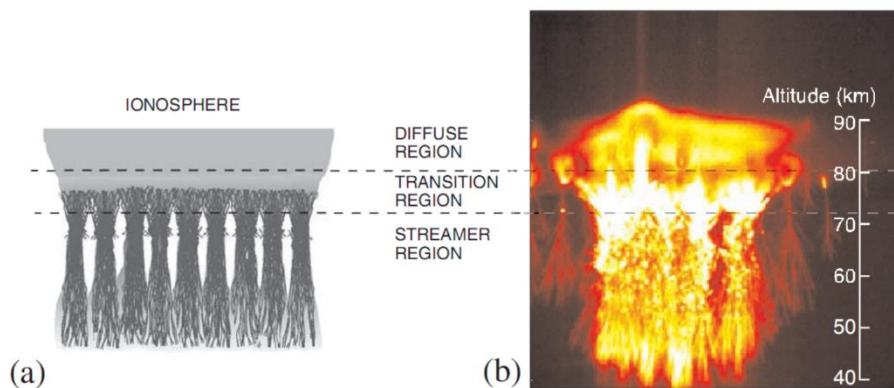 IONOSPHERE
DIFFUSE
REGION
TRANSITION
REGION
STREAMER
REGION
(a)
(b)
Altitude (km)
90
80
70
60
50
40